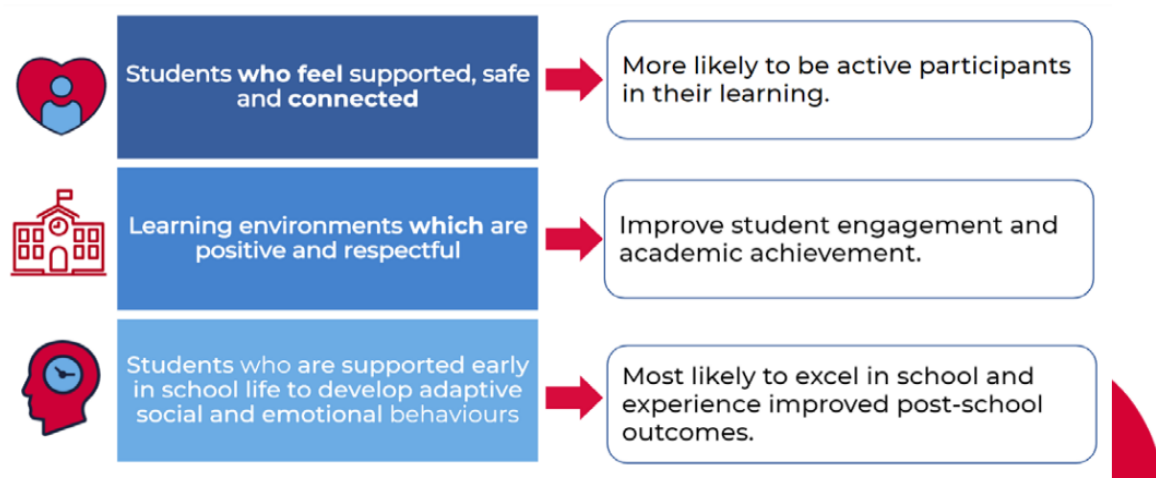 Students who feel supported, safe
and connected
More likely to be active participants
in their learning.
Learning environments which are
positive and respectful
Improve student engagement and
academic achievement.
Students who are supported early
in school life to develop adaptive
social and emotional behaviours
Most likely to excel in school and
experience improved post-school
outcomes.